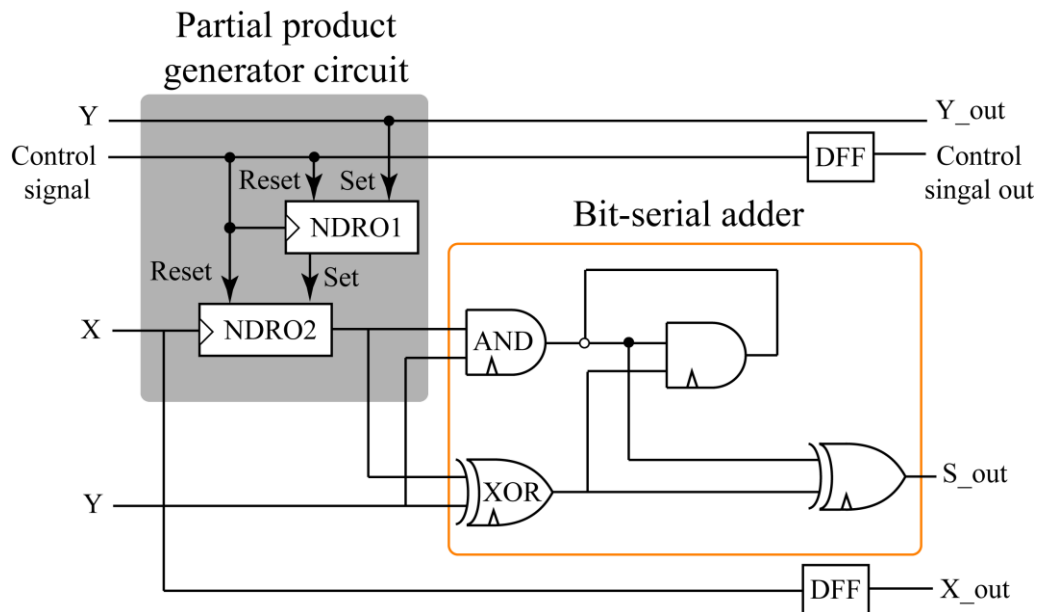 Partial product
generator circuit
Y
Y_out
Control
signal
DFF
Control
singal out
Reset
Set
NDRO1
Bit-serial adder
Reset
Set
X
NDRO2
AND
Y
XOR
S_out
DFF
X_out